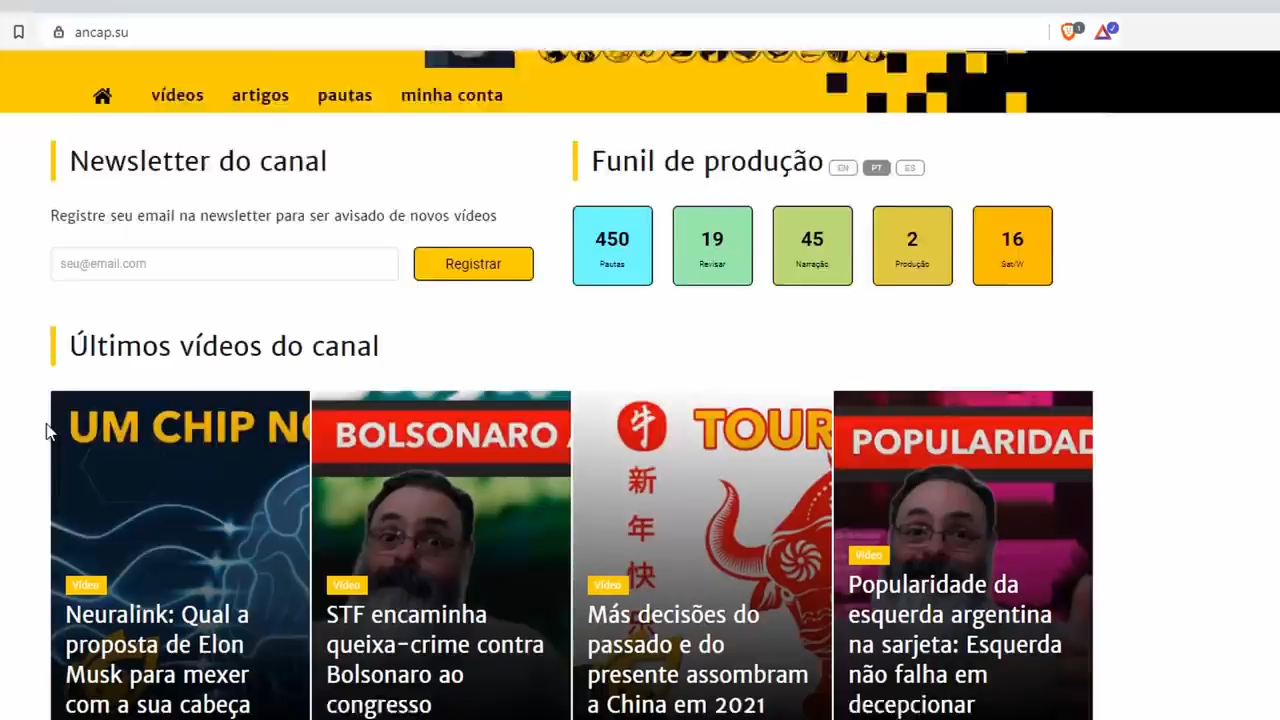 ancap.su
1
vídeos
artigos
pautas
minha conta
Newsletter do canal
Registre seu email na newsletter para ser avisado de novos vídeos
seu@email.com
Registrar
Funil de produção
EN
PT
ES
450
Pautas
19
Revisar
45
Narração
2
Produção
16
Sat/W
Últimos vídeos do canal
UM CHIP NO
Vídeo
Neuralink: Qual a
proposta de Elon
Musk para mexer
com a sua cabeça
BOLSONARO
Vídeo
STF encaminha
queixa-crime contra
Bolsonaro ao
congresso
牛
TOUR
新
年
快
Vídeo
Más decisões do
passado e do
presente assombram
a China em 2021
POPULARIDAD
Vídeo
Popularidade da
esquerda argentina
na sarjeta: Esquerda
não falha em
decepcionar